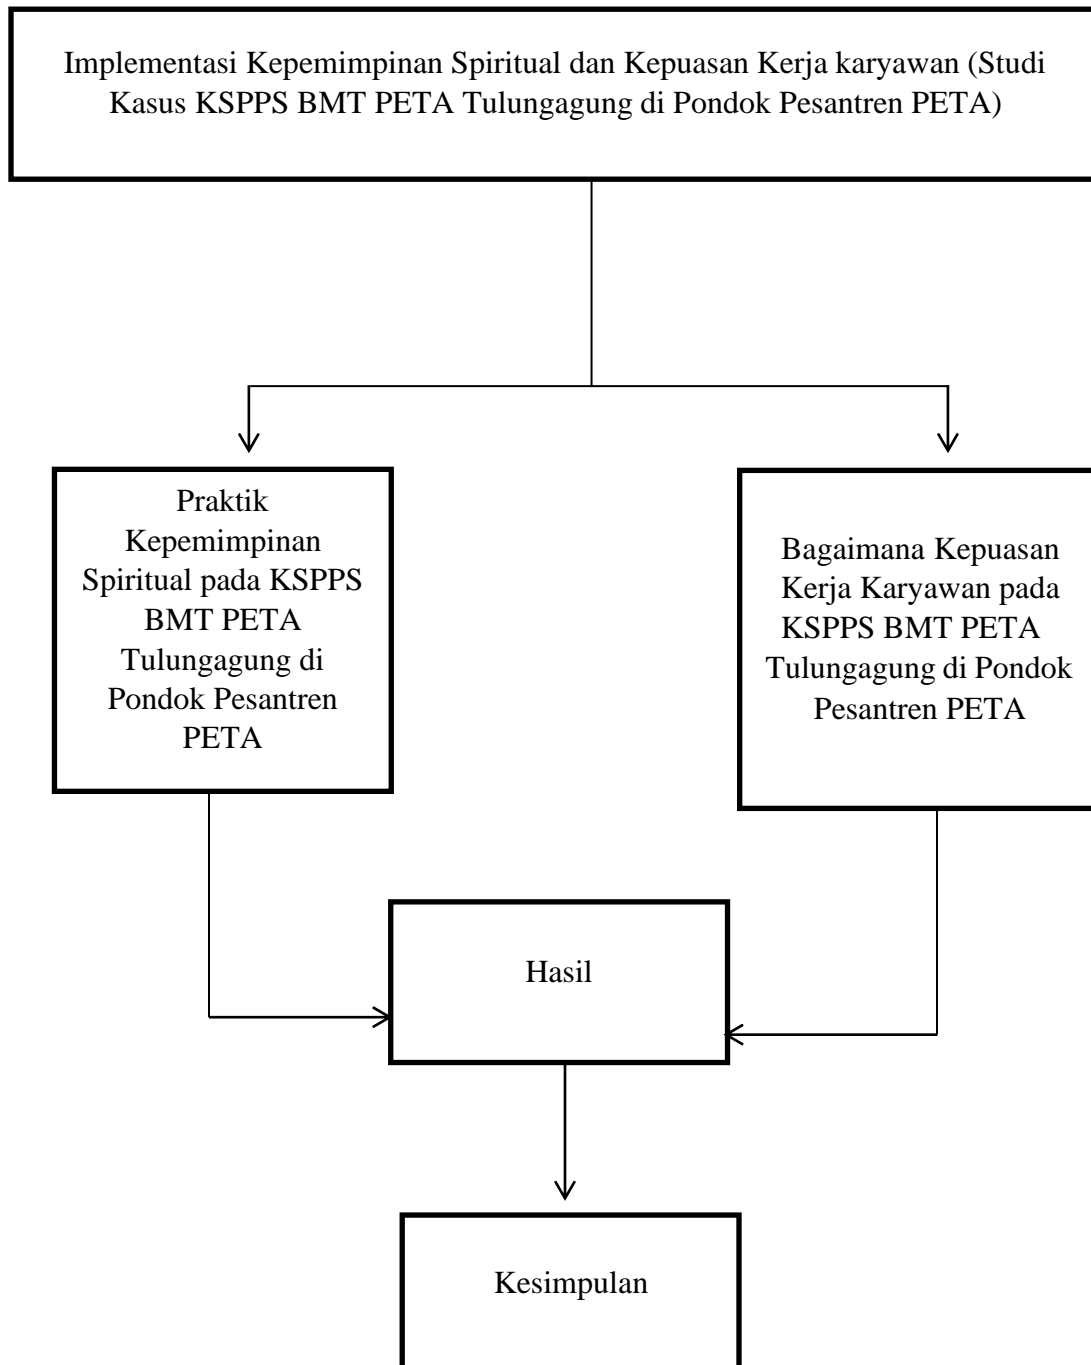 Implementasi Kepemimpinan Spiritual dan Kepuasan Kerja karyawan (Studi
Kasus KSPPS BMT PETA Tulungagung di Pondok Pesantren PETA)
Praktik
Kepemimpinan
Spiritual pada KSPPS
BMT PETA
Tulungagung di
Pondok Pesantren
PETA
Bagaimana Kepuasan
Kerja Karyawan pada
KSPPS BMT PETA
Tulungagung di Pondok
Pesantren PETA
Hasil
Kesimpulan